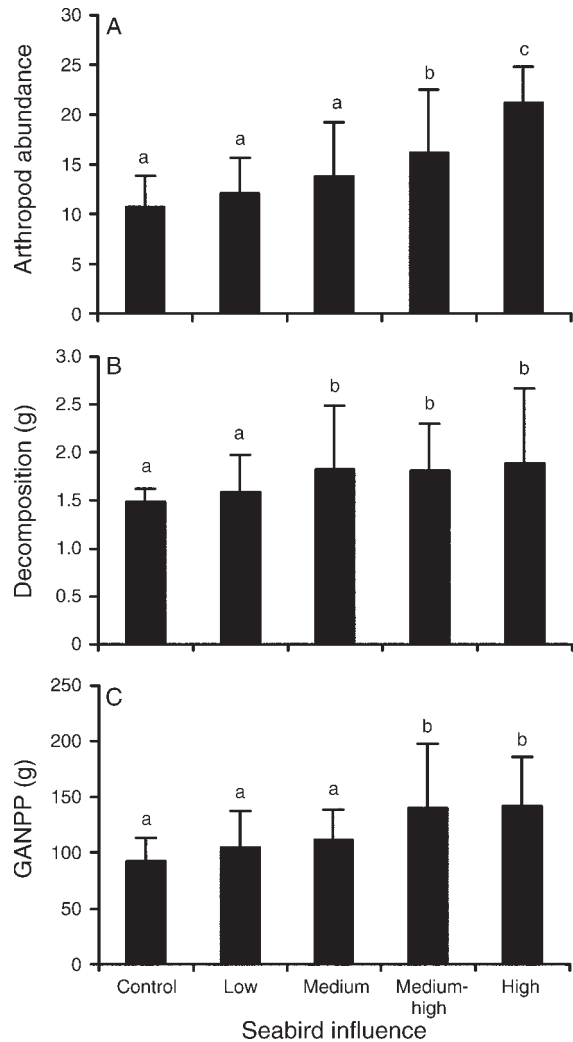 A
Arthropod abundance
30
25
20
15
10
5
0
a
a
a
b
c
B
Decomposition (g)
3.0
2.5
2.0
1.5
1.0
0.5
0
a
a
b
b
b
C
GANPP (g)
250
200
150
100
50
0
a
a
a
b
b
Control
Low
Medium
Medium-
high
High
Seabird influence